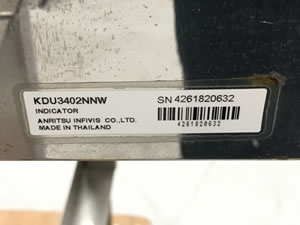 KDU3402NNW SN 4261820632
INDICATOR
ANRITSU INFIVIS CO.,LTD.
MADE IN THAILAND 4261820632